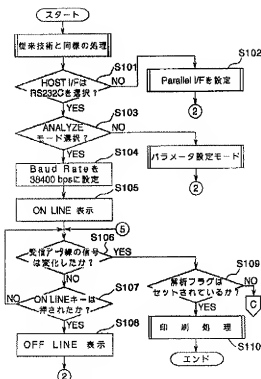 スタート
従来技術と同様の処理
S101
HOST I/Fは
RS232Cを選択？
NO
S102
Parallel I/Fを設定
②
YES
S103
ANALYZE
モード選択？
NO
パラメータ設定モード
②
YES
S104
Baud Rateを
38400 bpsに設定
S105
ON LINE 表示
⑤
S106
受信データ線の信号
は変化したか？
YES
S109
解析フラグは
セットされているか？
NO
C
NO
S107
ON LINEキーは
押されたか？
NO
YES
YES
S108
OFF LINE 表示
②
印 刷 処 理
S110
エンド